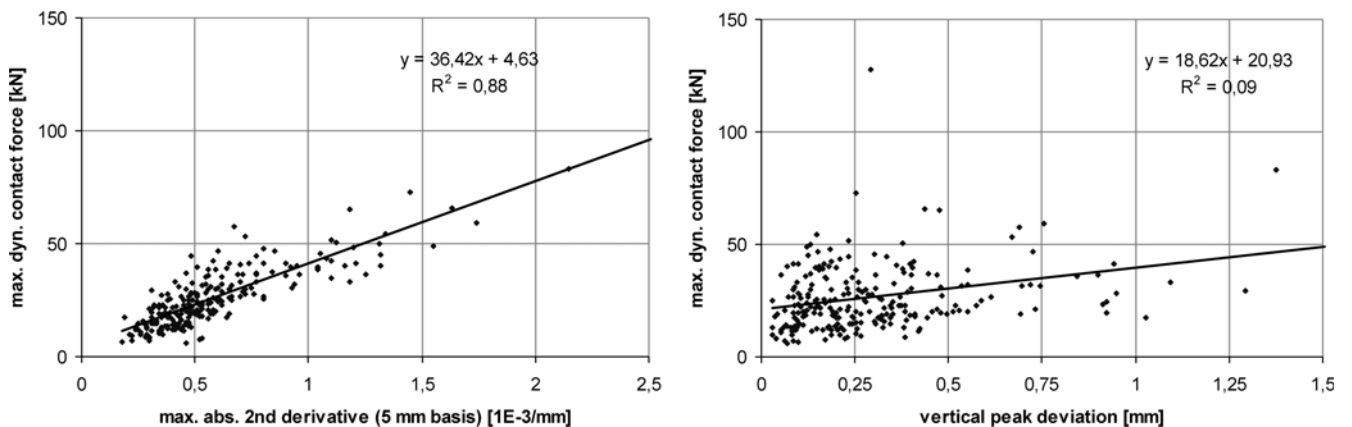 max. dyn. contact force [kN]
150
100
50
0
y = 36,42x + 4,63
R² = 0,88
0 0,5 1 1,5 2 2,5
max. abs. 2nd derivative (5 mm basis) [1E-3/mm]
max. dyn. contact force [kN]
150
100
50
0
y = 18,62x + 20,93
R² = 0,09
0 0,25 0,5 0,75 1 1,25 1,5
vertical peak deviation [mm]